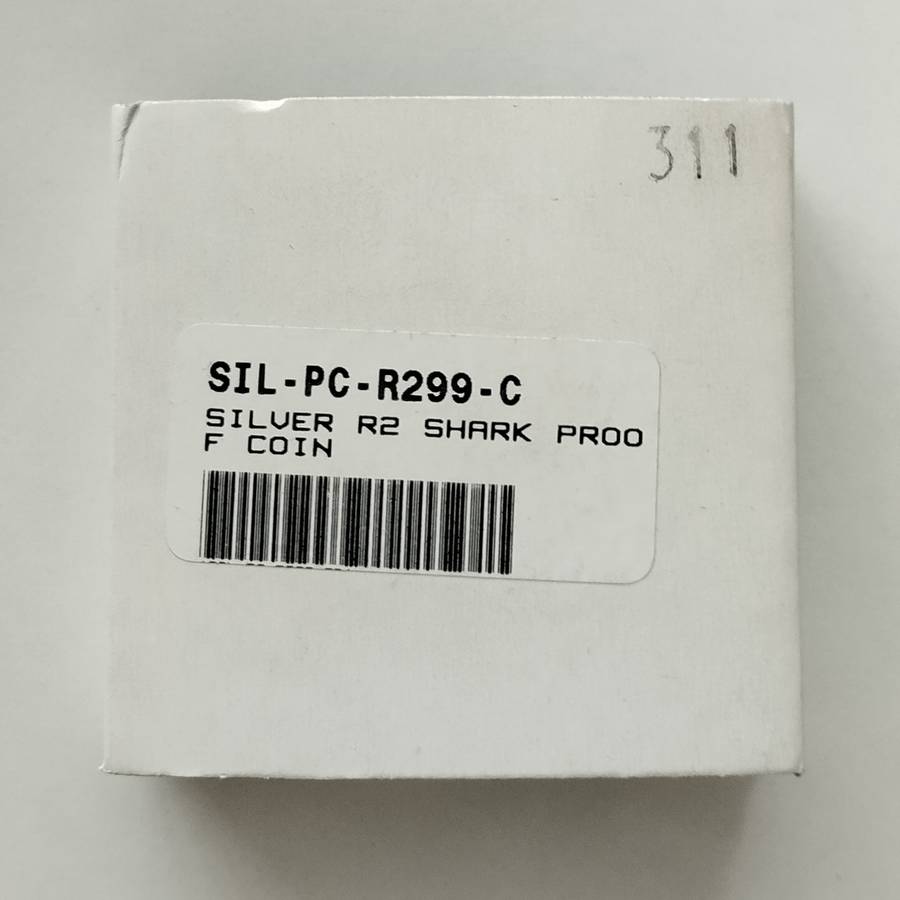 311
SIL-PC-R299-C
SILVER R2 SHARK PROO
F COIN